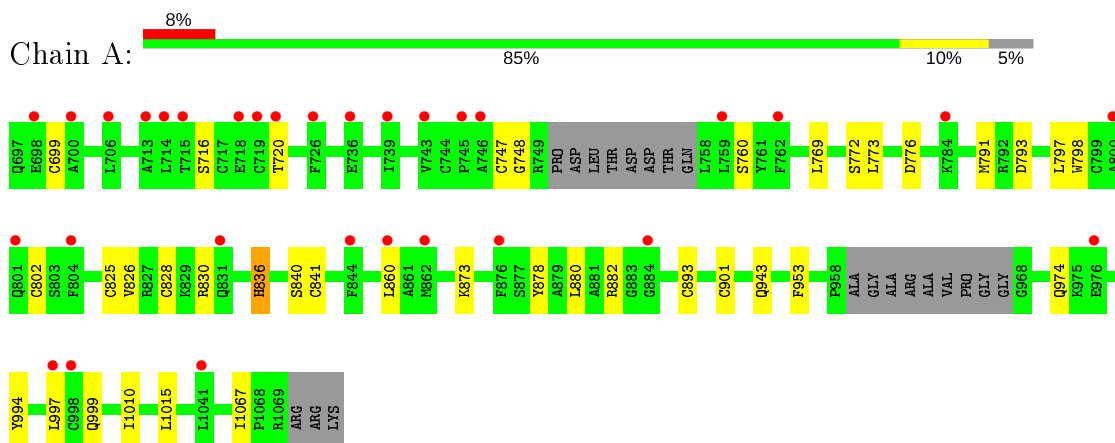 8%
Chain A:
85% 10% 5%
Q697 E698 C699 A700 L706 A713 L714 T715 S716 C717 E718 C719 T720 F726 E736 I739 V743 C744 P745 A746 C747 G748 R749 PRO ASP LEU THR ASP ASP THR GLN L758 L759 S760 Y761 F762 L769 S772 L773 D776 K784 M791 R792 D793 L797 W798 C799 A800
Q801 C802 S803 F804 C825 V826 R827 C828 K829 R830 Q831 H836 S840 C841 F844 L860 A861 M862 K873 F876 S877 Y878 A879 L880 A881 R882 G883 G884 C893 C901 Q943 F953 P958 ALA GLY ALA ARG ALA VAL PRO GLY GLY G968 Q974 K975 E976
Y994 L997 C998 Q999 I1010 L1015 L1041 I1067 P1068 R1069 ARG ARG LYS